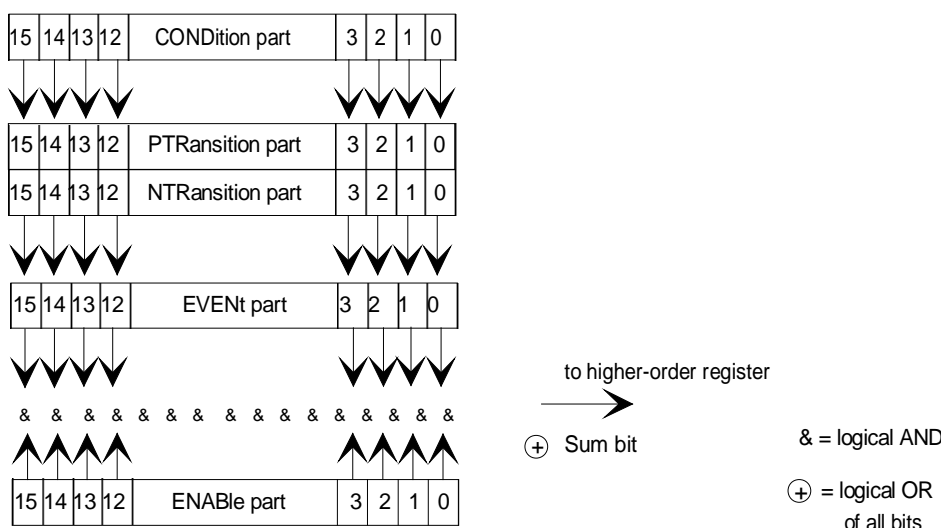 15 14 13 12 CONDition part 3 2 1 0
15 14 13 12 PTRansition part 3 2 1 0
15 14 13 12 NTRansition part 3 2 1 0
15 14 13 12 EVENt part 3 2 1 0
to higher-order register
& & & & & & & & & & & & & & & &
+ Sum bit
& = logical AND
15 14 13 12 ENABle part 3 2 1 0
+ = logical OR
of all bits